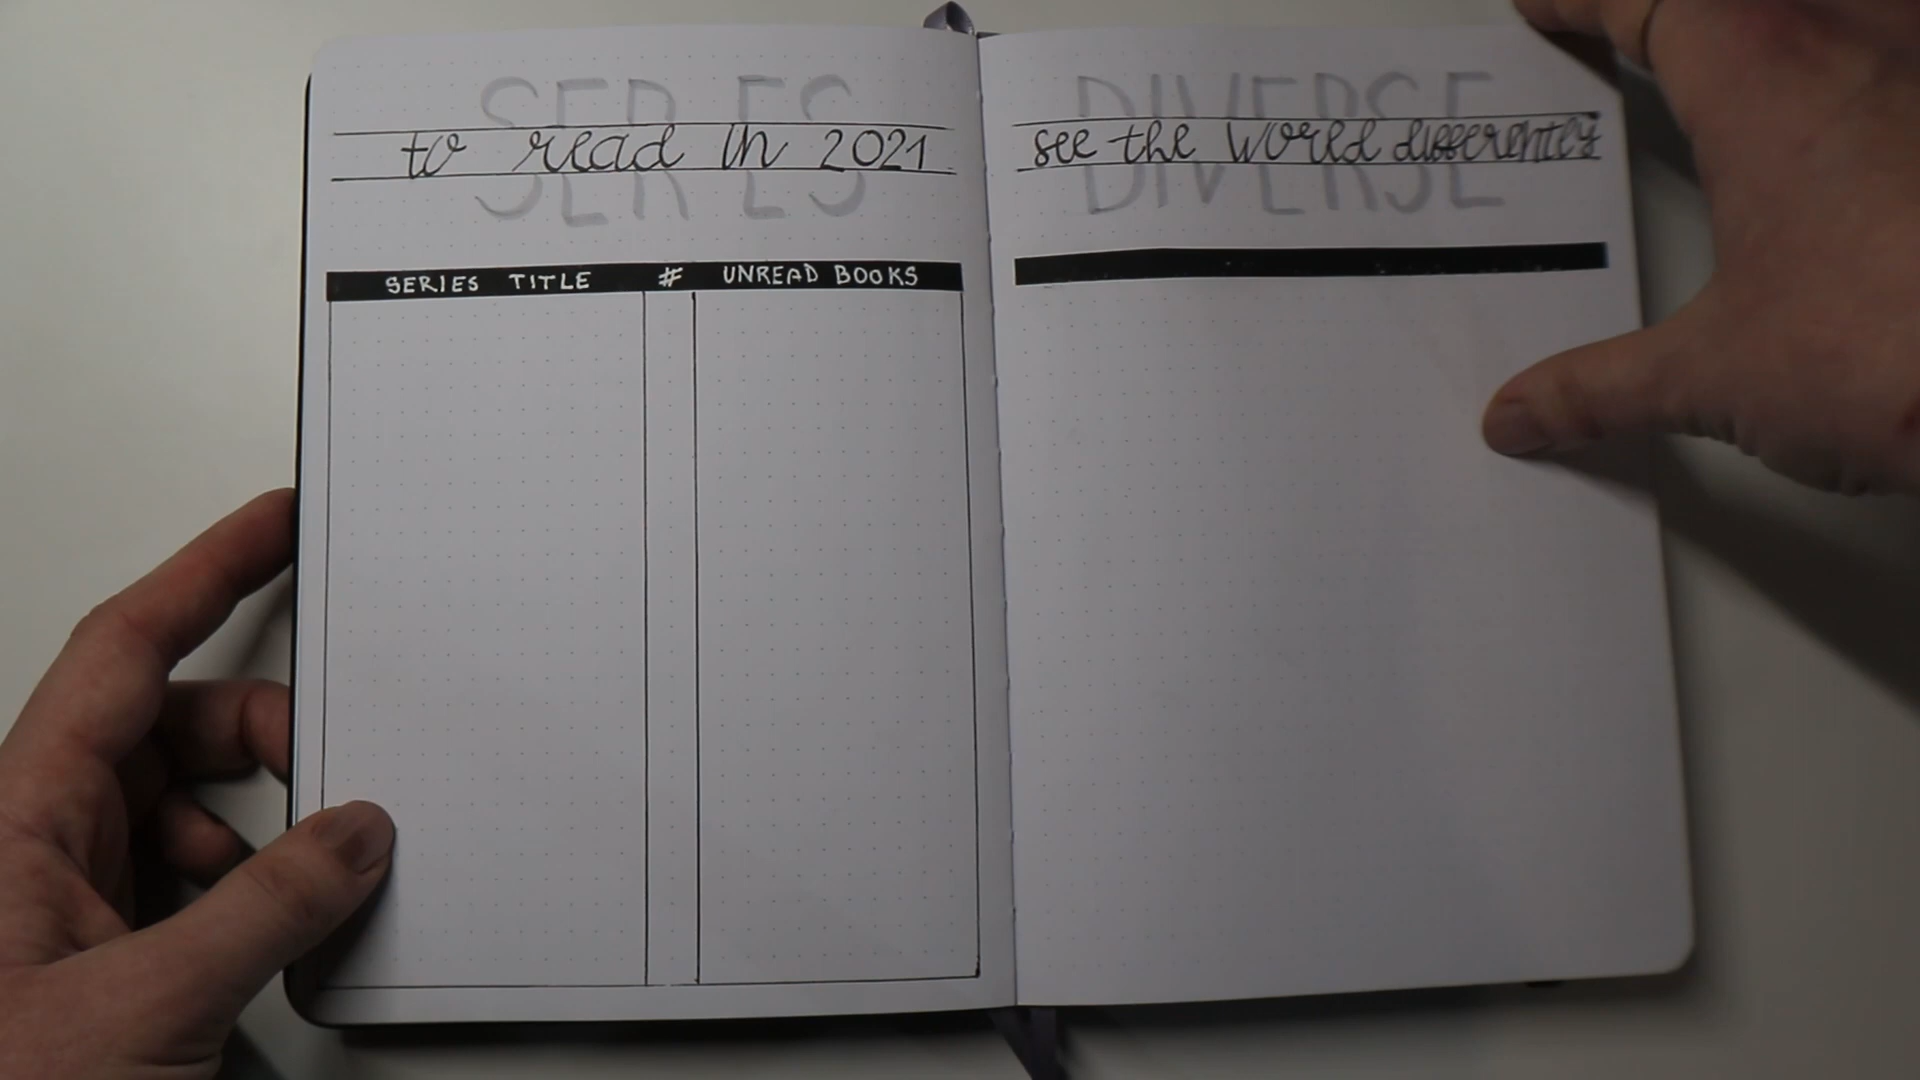 SERIES
to read in 2021
SERIES TITLE # UNREAD BOOKS
DIVERSE
see the world differently